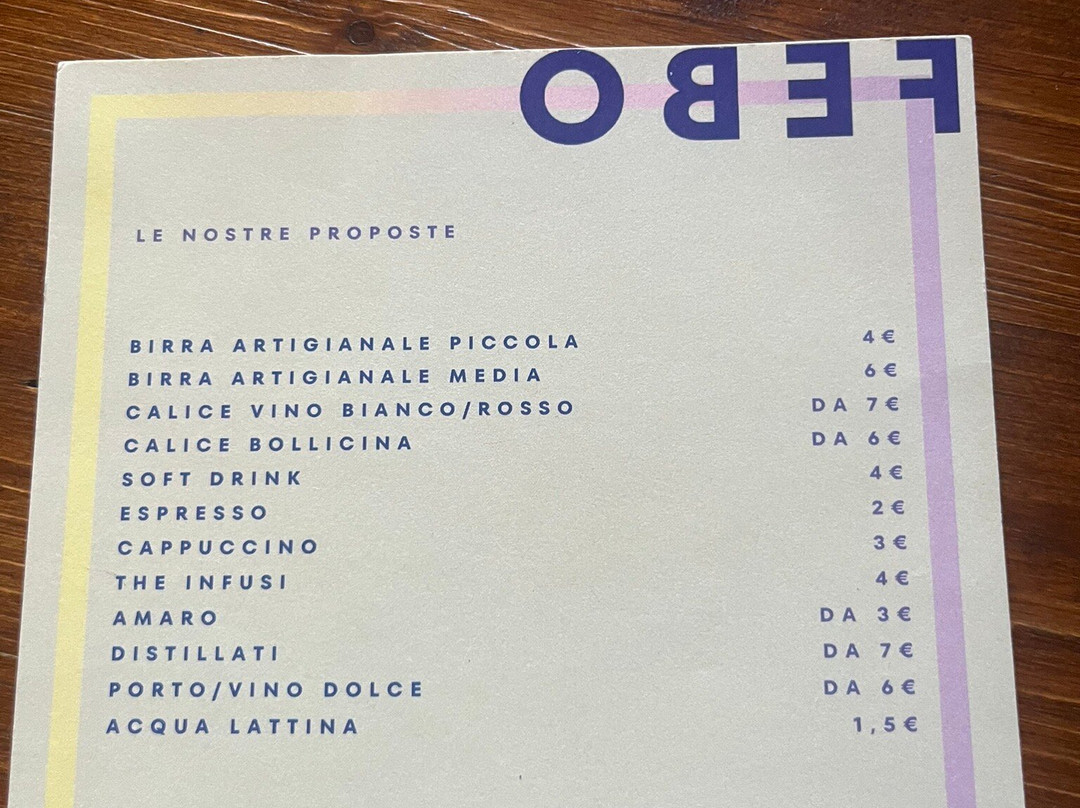 FEBO
LE NOSTRE PROPOSTE
BIRRA ARTIGIANALE PICCOLA 4€
BIRRA ARTIGIANALE MEDIA 6€
CALICE VINO BIANCO/ROSSO DA 7€
CALICE BOLLICINA DA 6€
SOFT DRINK 4€
ESPRESSO 2€
CAPPUCCINO 3€
THE INFUSI 4€
AMARO DA 3€
DISTILLATI DA 7€
PORTO/VINO DOLCE DA 6€
ACQUA LATTINA 1,5€